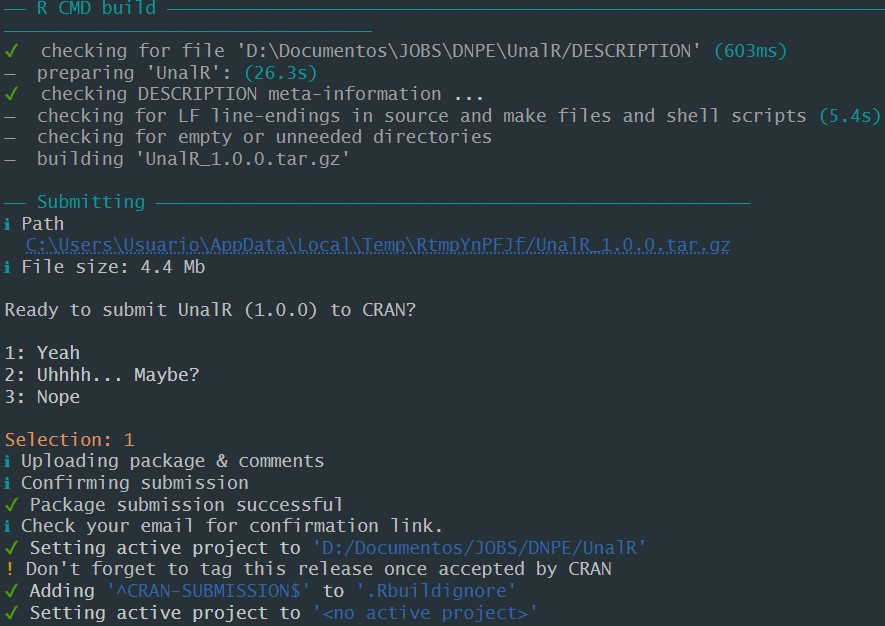 ── R CMD build ──
✔  checking for file 'D:\Documentos\JOBS\DNPE\UnalR/DESCRIPTION' (603ms)
─  preparing 'UnalR': (26.3s)
✔  checking DESCRIPTION meta-information ...
─  checking for LF line-endings in source and make files and shell scripts (5.4s)
─  checking for empty or unneeded directories
─  building 'UnalR_1.0.0.tar.gz'
── Submitting ──
ℹ Path
C:\Users\Usuario\AppData\Local\Temp\RtmpYnPFJf/UnalR_1.0.0.tar.gz
ℹ File size: 4.4 Mb
Ready to submit UnalR (1.0.0) to CRAN?
1: Yeah
2: Uhhhh... Maybe?
3: Nope
Selection: 1
ℹ Uploading package & comments
ℹ Confirming submission
✔ Package submission successful
ℹ Check your email for confirmation link.
✔ Setting active project to 'D:/Documentos/JOBS/DNPE/UnalR'
! Don't forget to tag this release once accepted by CRAN
✔ Adding '^CRAN-SUBMISSION$' to '.Rbuildignore'
✔ Setting active project to '<no active project>'